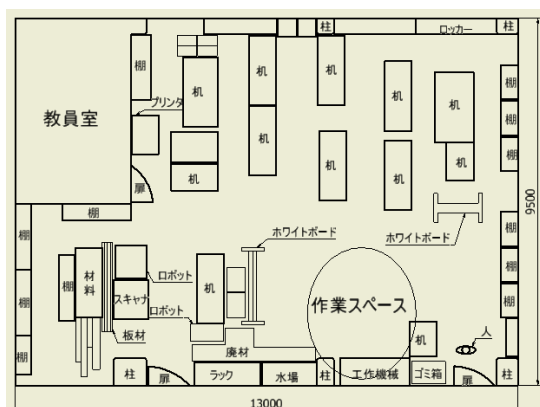 柱
ロッカー
柱
棚
机
机
机
机
机
棚
プリンタ
教員室
棚
机
机
机
机
机
棚
机
扉
棚
棚
9500
棚
ホワイトボード
ホワイトボード
棚
棚
材料
ロボット
棚
棚
スキャナ
机
作業スペース
棚
ロボット
板材
机
人
廃材
棚
柱
扉
ラック
水場
柱
工作機械
ゴミ箱
扉
柱
13000